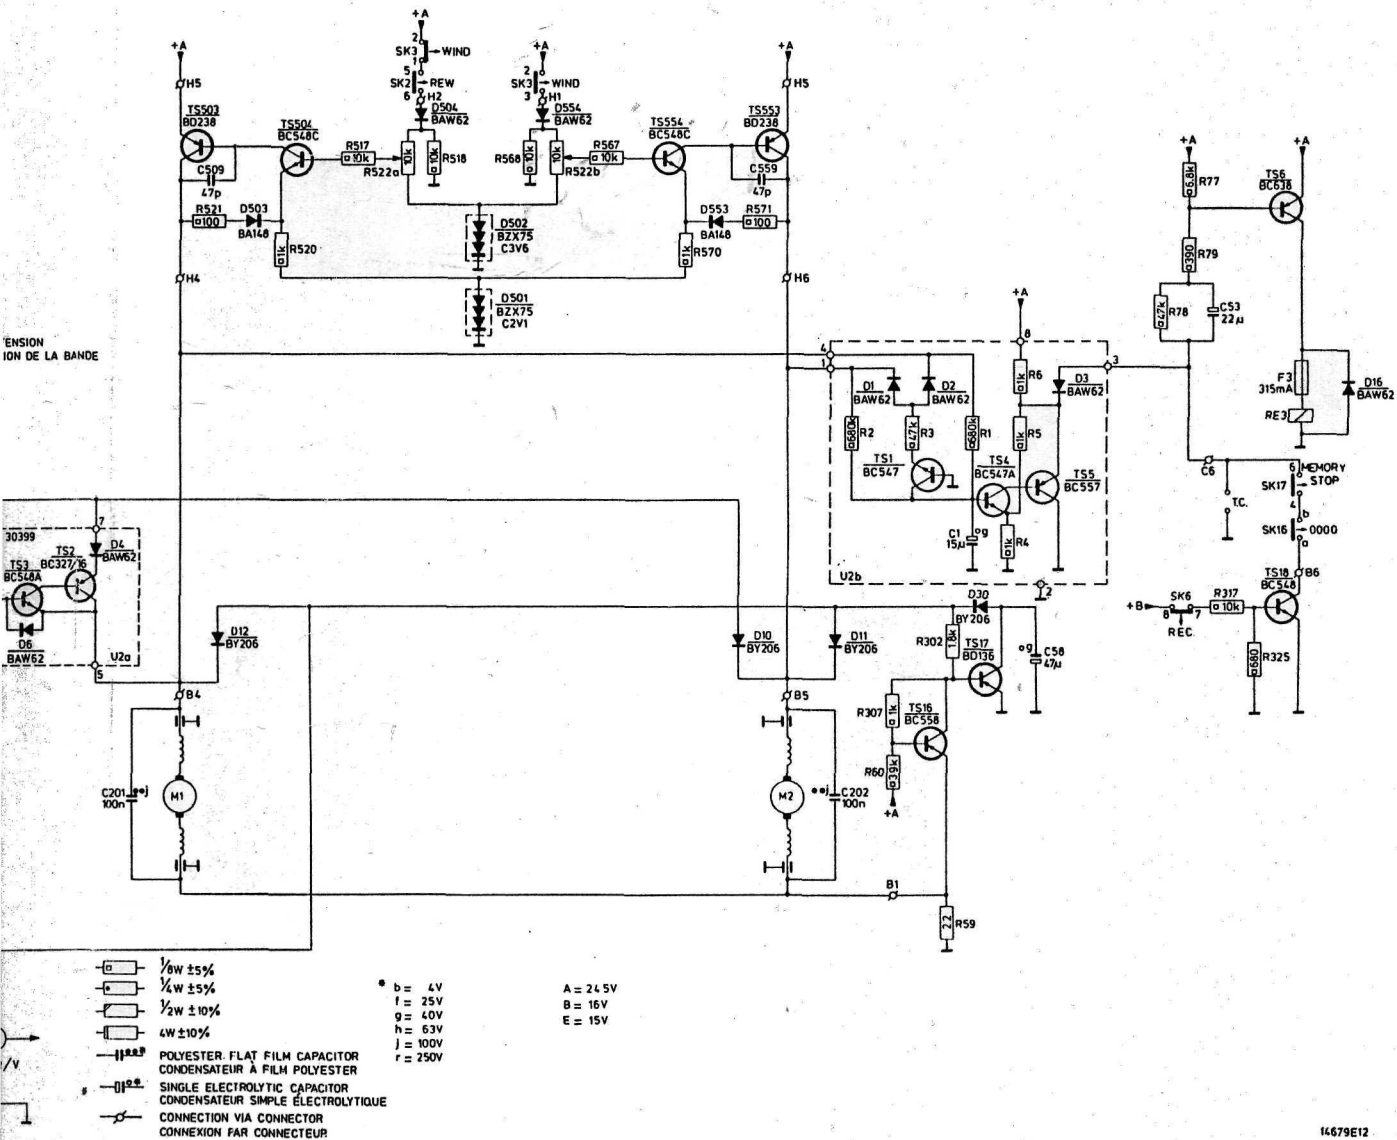 +A
+A
2
SK3
WIND
1
+A
+A
5
SK2
REW
6
H2
2
SK3
WIND
3
H1
H5
H5
D504
BAW62
D554
BAW62
TS503
BD238
TS504
BC548C
TS554
BC548C
TS553
BD238
R517
10k
10k
R522a
10k
R518
R568
10k
10k
R522b
R567
10k
C509
47p
C559
47p
R521
100
D503
BA148
D553
BA148
R571
100
D502
BZX75
C3V6
1k
R520
1k
R570
H4
H6
D501
BZX75
C2V1
+A
+A
6.8k
R77
TS6
BC638
390
R79
47k
R78
C53
22µ
F3
315mA
D16
BAW62
RE3
ENSION
ION DE LA BANDE
+A
8
4
1
3
D1
BAW62
D2
BAW62
1k
R6
D3
BAW62
680k
R2
47k
R3
680k
R1
1k
R5
TS1
BC547
TS4
BC547A
TS5
BC557
C1
15µ
g
1k
R4
U2b
2
C6
T.C.
6
MEMORY
STOP
SK17
4
b
SK16
0000
a
B6
TS18
BC548
+B
8
SK6
7
REC.
R317
10k
680
R325
30399
7
D4
BAW62
TS2
BC327/16
TS3
BC548A
D6
BAW62
U2a
5
D12
BY206
D10
BY206
D11
BY206
D30
BY206
R302
1.8k
TS17
BD136
g
C58
47µ
B4
B5
R307
1k
TS16
BC558
R60
39k
+A
C201
100n
j
M1
M2
j
C202
100n
B1
2.2
R59
1/8W ±5%
1/4W ±5%
1/2W ±10%
4W ±10%
POLYESTER FLAT FILM CAPACITOR
CONDENSATEUR À FILM POLYESTER
SINGLE ELECTROLYTIC CAPACITOR
CONDENSATEUR SIMPLE ÉLECTROLYTIQUE
CONNECTION VIA CONNECTOR
CONNEXION PAR CONNECTEUR
/V
* b = 4V
f = 25V
g = 40V
h = 63V
j = 100V
r = 250V
A = 24.5V
B = 16V
E = 15V
14679E12